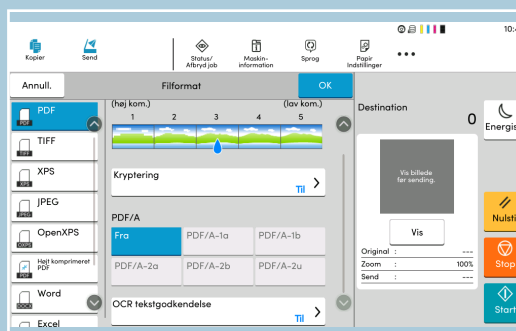 10:4
Kopier
Send
Status/
Afbryd job
Maskin-
information
Sprog
Papir
Indstillinger
Annull.
Filformat
OK
PDF
PDF
TIFF
TIFF
XPS
XPS
JPEG
JPEG
OpenXPS
OXPS
Højt komprimeret
PDF
PDF
Word
DOCX
Excel
(høj kom.)
(lav kom.)
1 2 3 4 5
Kryptering
Til
PDF/A
Fra
PDF/A-1a
PDF/A-1b
PDF/A-2a
PDF/A-2b
PDF/A-2u
OCR tekstgodkendelse
Til
Destination
0
Vis billede
før sending.
Vis
Original : ---
Zoom : 100%
Send : ---
Energis
Nulstil
Stop
Start